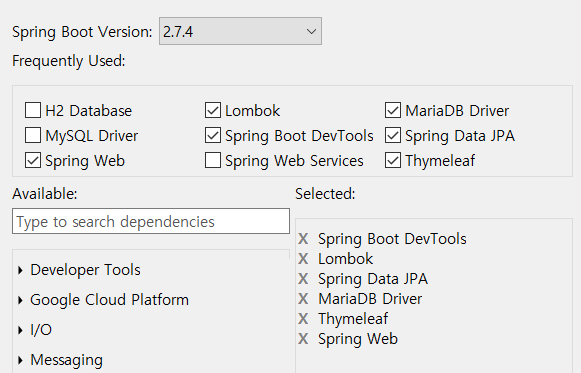 Spring Boot Version: 2.7.4
Frequently Used:
H2 Database Lombok MariaDB Driver
MySQL Driver Spring Boot DevTools Spring Data JPA
Spring Web Spring Web Services Thymeleaf
Available: Selected:
Type to search dependencies
X Spring Boot DevTools
X Lombok
X Spring Data JPA
X MariaDB Driver
X Thymeleaf
X Spring Web
Developer Tools
Google Cloud Platform
I/O
Messaging